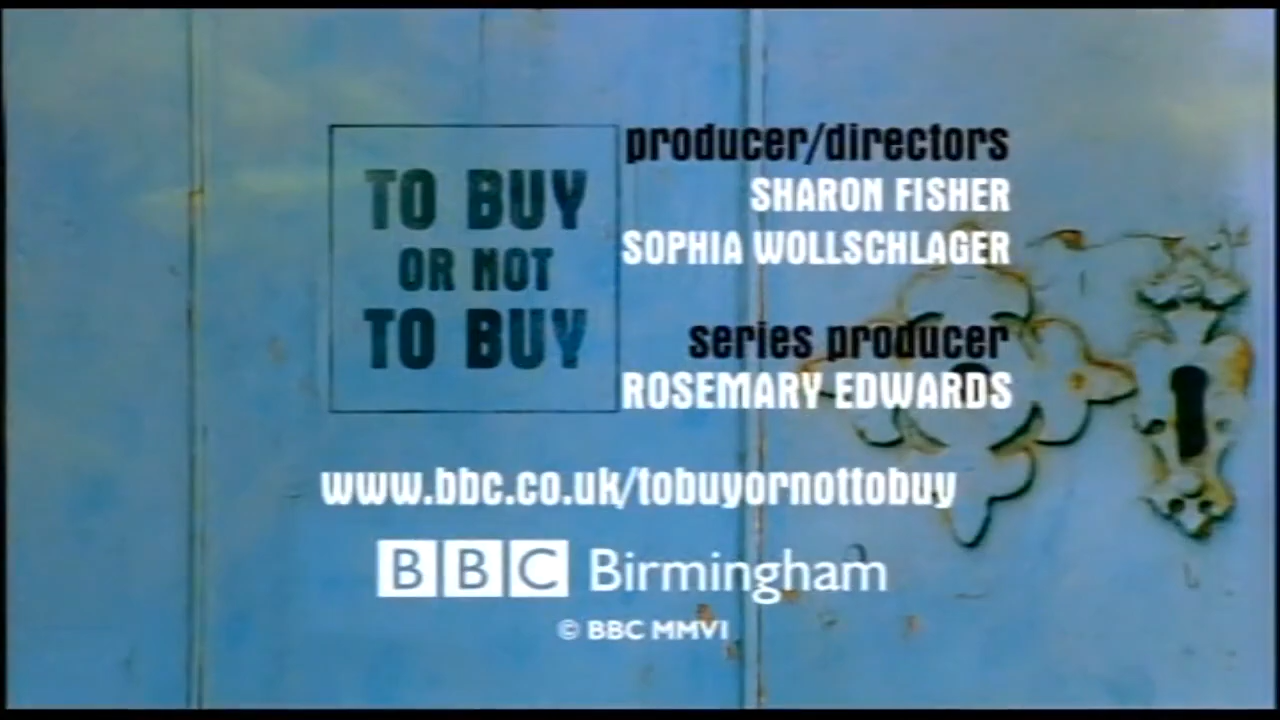 TO BUY
OR NOT
TO BUY
producer/directors
SHARON FISHER
SOPHIA WOLLSCHLAGER
series producer
ROSEMARY EDWARDS
www.bbc.co.uk/tobuyornottobuy
BBC Birmingham
© BBC MMVI